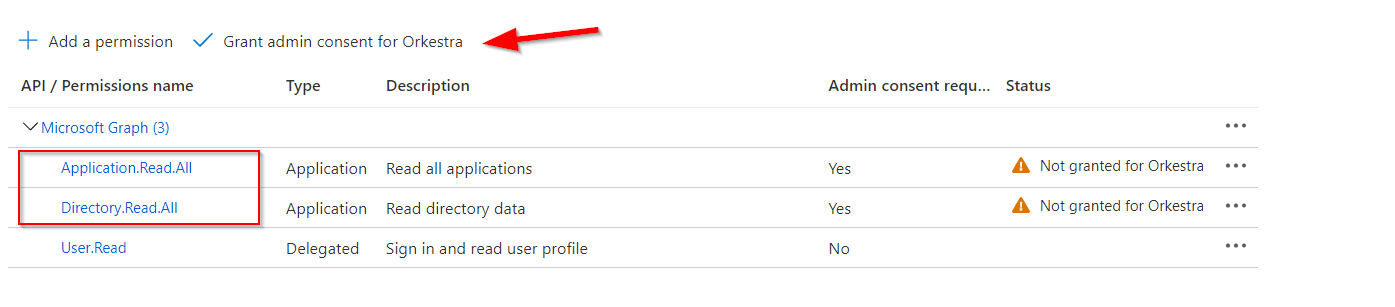 Add a permission Grant admin consent for Orkestra
API / Permissions name Type Description Admin consent requ... Status
Microsoft Graph (3)
Application.Read.All Application Read all applications Yes Not granted for Orkestra
Directory.Read.All Application Read directory data Yes Not granted for Orkestra
User.Read Delegated Sign in and read user profile No